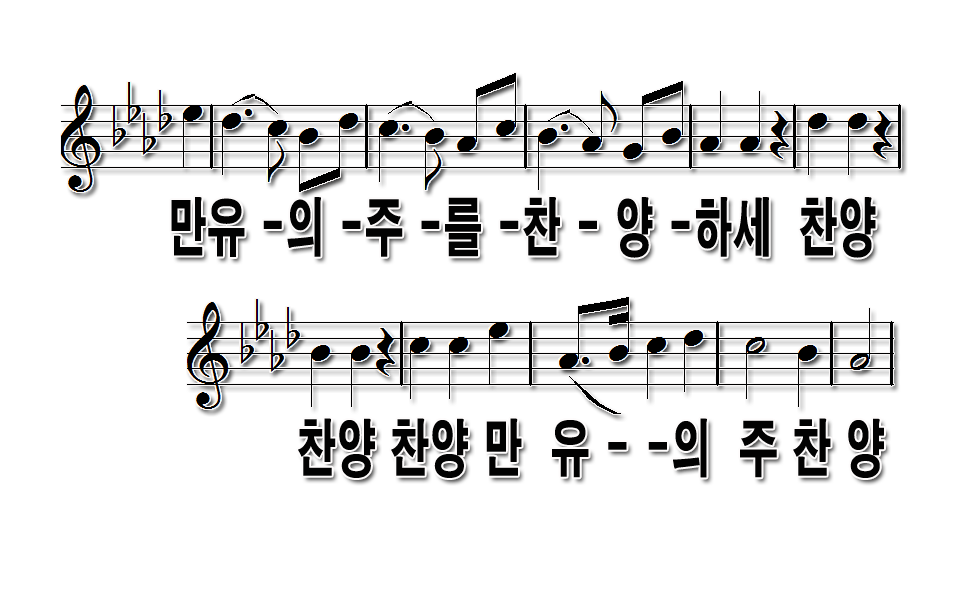 만유 -의 -주 -를 -찬 - 양 -하세 찬양
찬양 찬양 만 유 - -의 주 찬 양